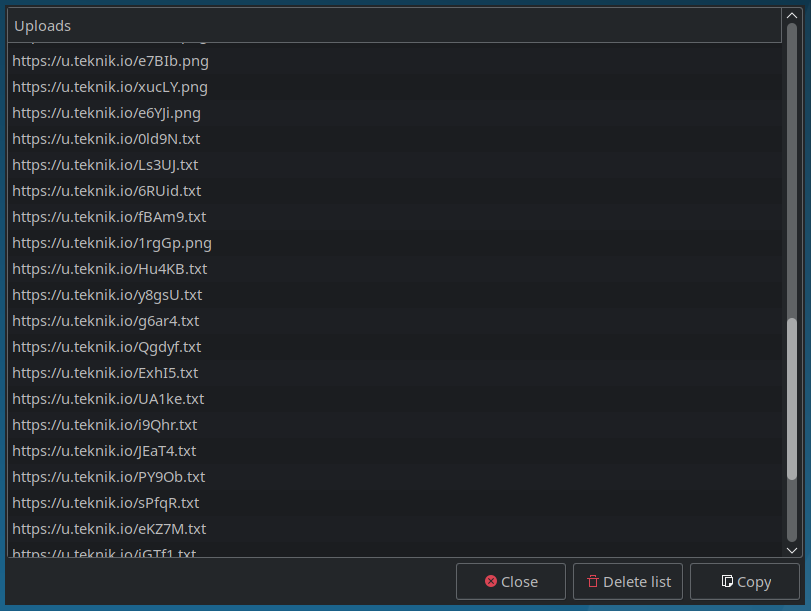 Uploads
https://u.teknik.io/e7BIb.png
https://u.teknik.io/xucLY.png
https://u.teknik.io/e6YJi.png
https://u.teknik.io/0ld9N.txt
https://u.teknik.io/Ls3UJ.txt
https://u.teknik.io/6RUid.txt
https://u.teknik.io/fBAm9.txt
https://u.teknik.io/1rgGp.png
https://u.teknik.io/Hu4KB.txt
https://u.teknik.io/y8gsU.txt
https://u.teknik.io/g6ar4.txt
https://u.teknik.io/Qgdyf.txt
https://u.teknik.io/ExhI5.txt
https://u.teknik.io/UA1ke.txt
https://u.teknik.io/i9Qhr.txt
https://u.teknik.io/JEaT4.txt
https://u.teknik.io/PY9Ob.txt
https://u.teknik.io/sPfqR.txt
https://u.teknik.io/eKZ7M.txt
Close
Delete list
Copy